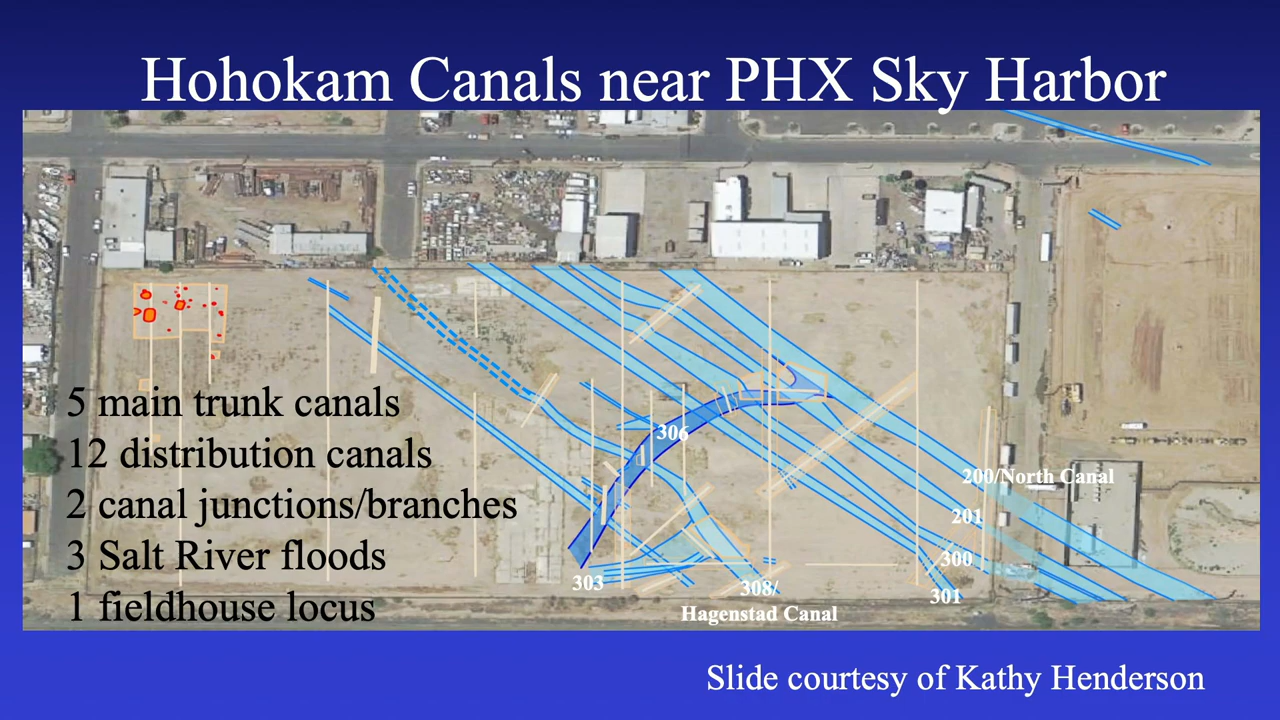 Hohokam Canals near PHX Sky Harbor
5 main trunk canals
12 distribution canals
2 canal junctions/branches
3 Salt River floods
1 fieldhouse locus
306
200/North Canal
201
300
301
303
308/
Hagenstad Canal
Slide courtesy of Kathy Henderson